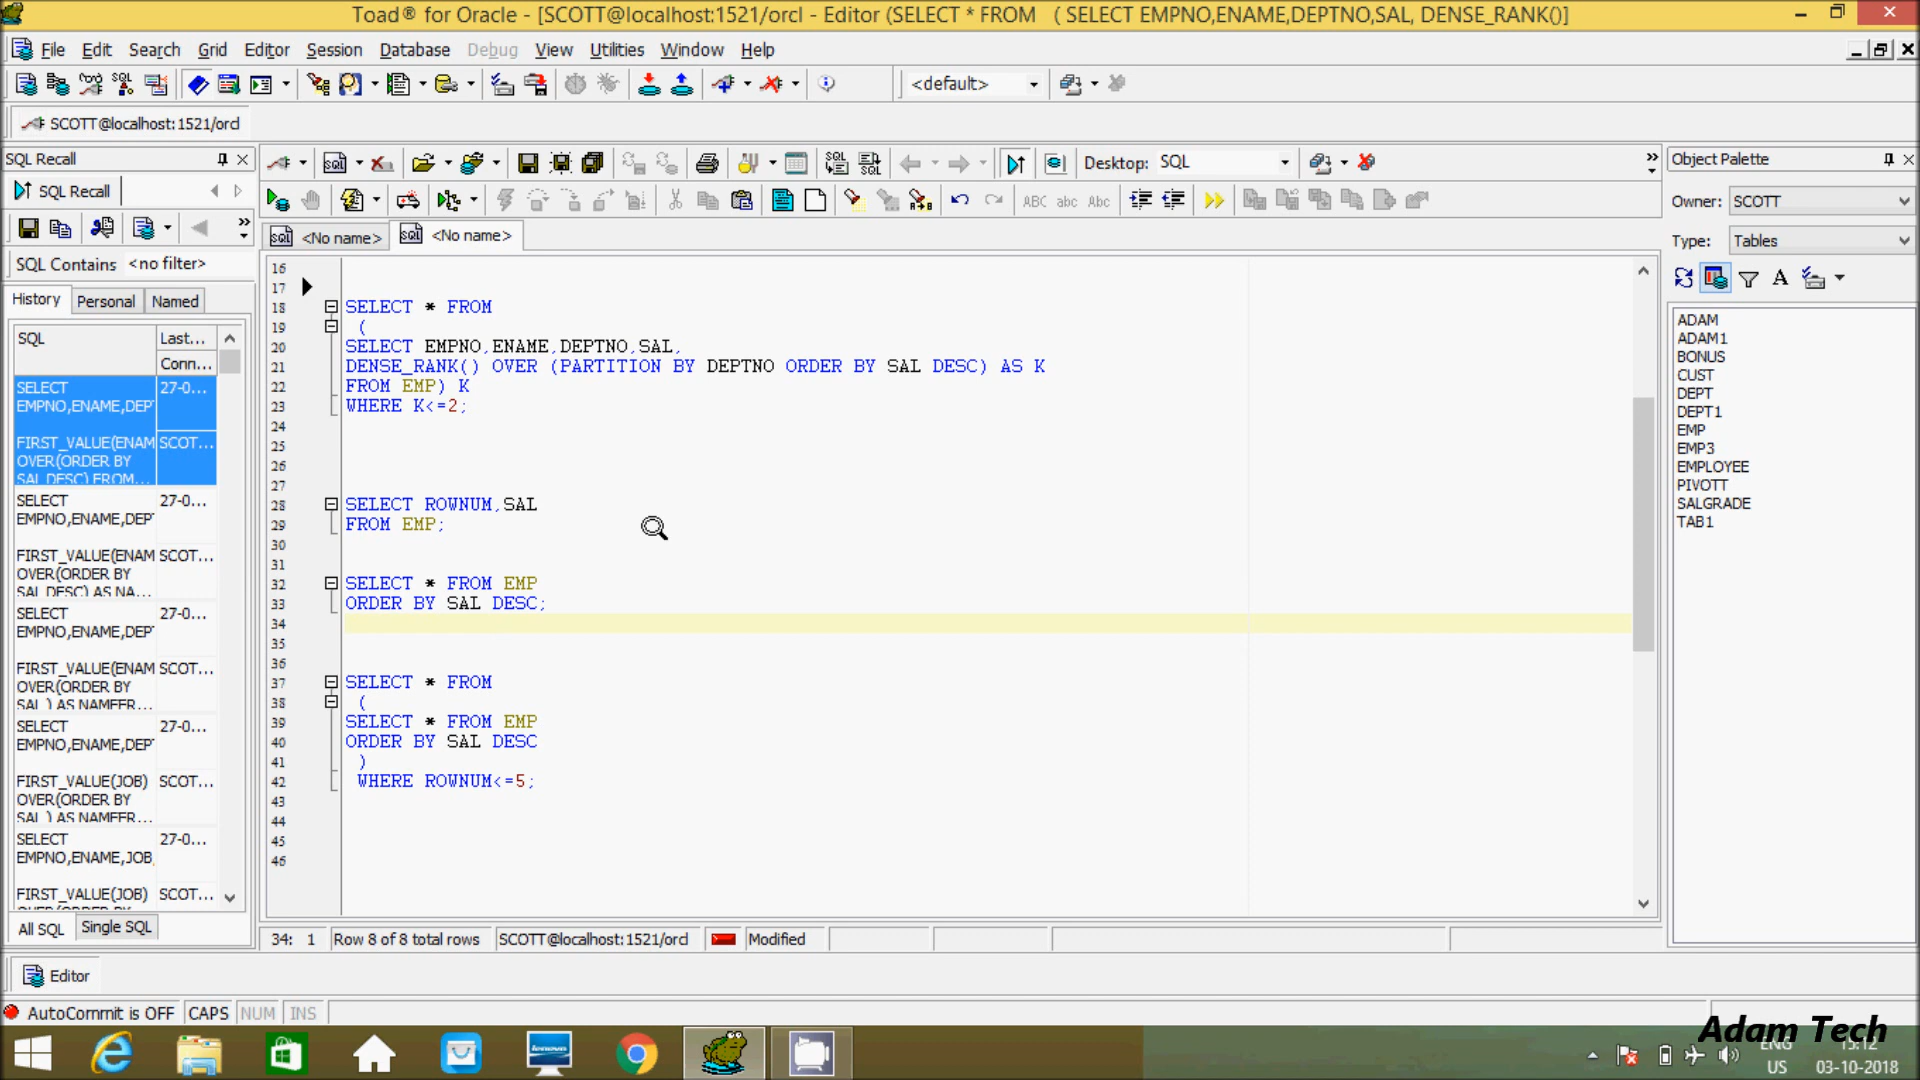 Toad® for Oracle - [SCOTT@localhost:1521/orcl - Editor (SELECT * FROM ( SELECT EMPNO,ENAME,DEPTNO,SAL, DENSE_RANK()]
File Edit Search Grid Editor Session Database Debug View Utilities Window Help
<default>
SCOTT@localhost:1521/orcl
SQL Recall
Desktop: SQL
Object Palette
SQL Recall
Owner: SCOTT
<No name> <No name>
Type: Tables
SQL Contains <no filter>
History Personal Named
SQL Last...
Conn...
SELECT 27-0...
EMPNO,ENAME,DEPT
FIRST_VALUE(ENAM SCOT...
OVER(ORDER BY
SAL DESC) FROM...
SELECT 27-0...
EMPNO,ENAME,DEPT
FIRST_VALUE(ENAM SCOT...
OVER(ORDER BY
SAL DESC) AS NA...
SELECT 27-0...
EMPNO,ENAME,DEPT
FIRST_VALUE(ENAM SCOT...
OVER(ORDER BY
SAL ) AS NAMEFR...
SELECT 27-0...
EMPNO,ENAME,DEPT
FIRST_VALUE(JOB) SCOT...
OVER(ORDER BY
SAL ) AS NAMEFR...
SELECT 27-0...
EMPNO,ENAME,JOB,
FIRST_VALUE(JOB) SCOT...
All SQL Single SQL
16
17
18 SELECT * FROM
19 (
20 SELECT EMPNO,ENAME,DEPTNO,SAL,
21 DENSE_RANK() OVER (PARTITION BY DEPTNO ORDER BY SAL DESC) AS K
22 FROM EMP) K
23 WHERE K<=2;
24
25
26
27
28 SELECT ROWNUM,SAL
29 FROM EMP;
30
31
32 SELECT * FROM EMP
33 ORDER BY SAL DESC;
34
35
36
37 SELECT * FROM
38 (
39 SELECT * FROM EMP
40 ORDER BY SAL DESC
41 )
42 WHERE ROWNUM<=5;
43
44
45
46
ADAM
ADAM1
BONUS
CUST
DEPT
DEPT1
EMP
EMP3
EMPLOYEE
PIVOTT
SALGRADE
TAB1
34: 1 Row 8 of 8 total rows SCOTT@localhost:1521/orcl Modified
Editor
AutoCommit is OFF CAPS NUM INS
Adam Tech
ENG 15:12
US 03-10-2018